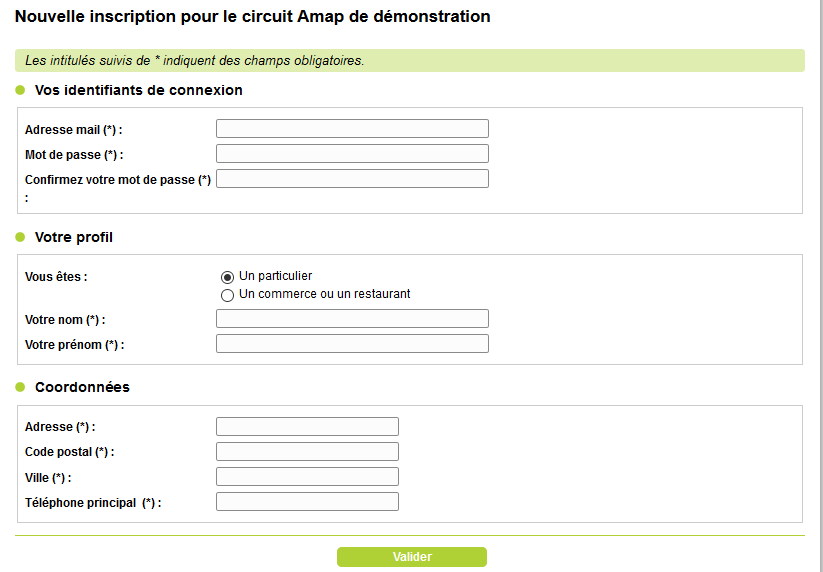 Nouvelle inscription pour le circuit Amap de démonstration
Les intitulés suivis de * indiquent des champs obligatoires.
Vos identifiants de connexion
Adresse mail (*) :
Mot de passe (*) :
Confirmez votre mot de passe (*)
:
Votre profil
Vous êtes :
Un particulier
Un commerce ou un restaurant
Votre nom (*) :
Votre prénom (*) :
Coordonnées
Adresse (*) :
Code postal (*) :
Ville (*) :
Téléphone principal (*) :
Valider